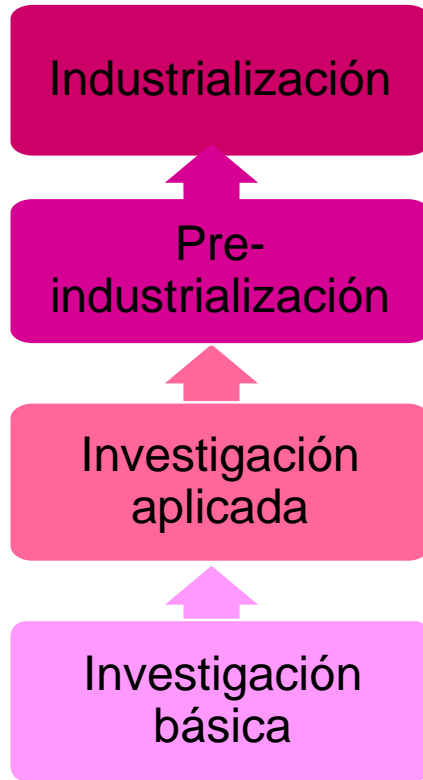 Industrialización
Pre-
industrialización
Investigación
aplicada
Investigación
básica